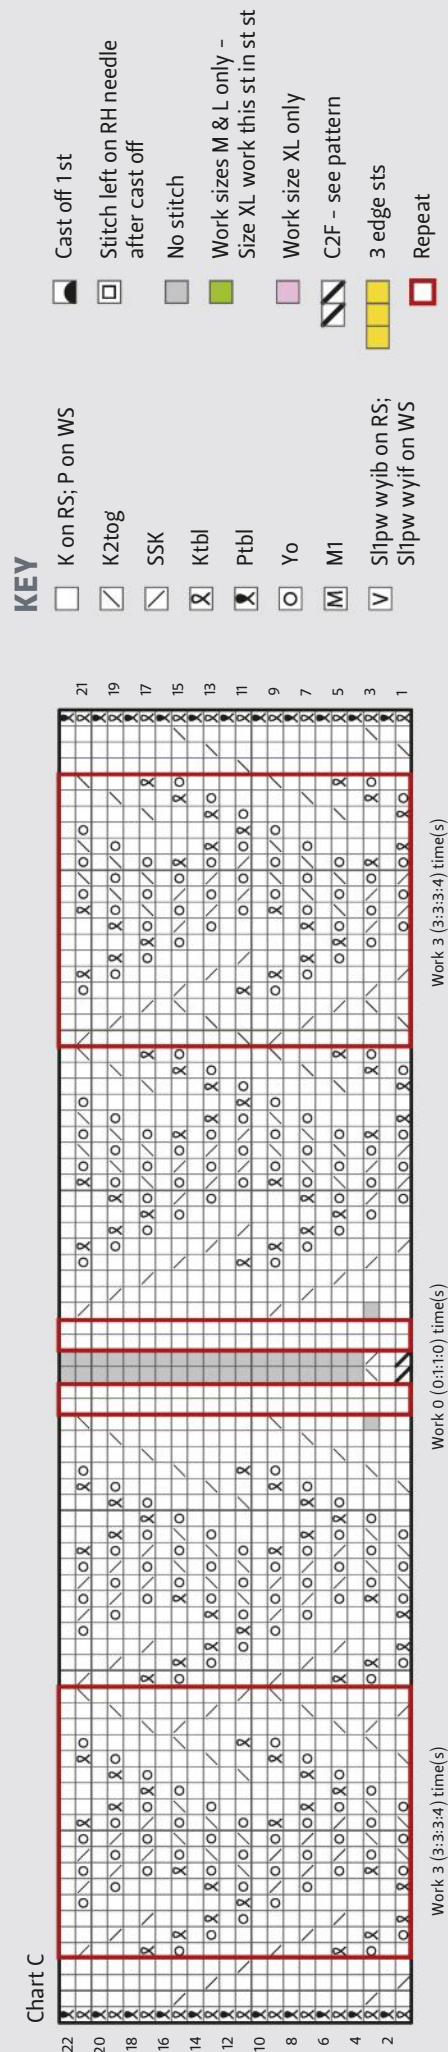 Chart C
22
20
18
16
14
12
10
8
6
4
2
21
19
17
15
13
11
9
7
5
3
1
Work 3 (3:3:3:4) time(s)
Work 0 (0:1:1:0) time(s)
Work 3 (3:3:3:4) time(s)
KEY
K on RS; P on WS
K2tog
SSK
Ktbl
Ptbl
Yo
M M1
V Sl1pw wyib on RS;
Sl1pw wyif on WS
Cast off 1 st
Stitch left on RH needle
after cast off
No stitch
Work sizes M & L only –
Size XL work this st in st st
Work size XL only
C2F – see pattern
3 edge sts
Repeat